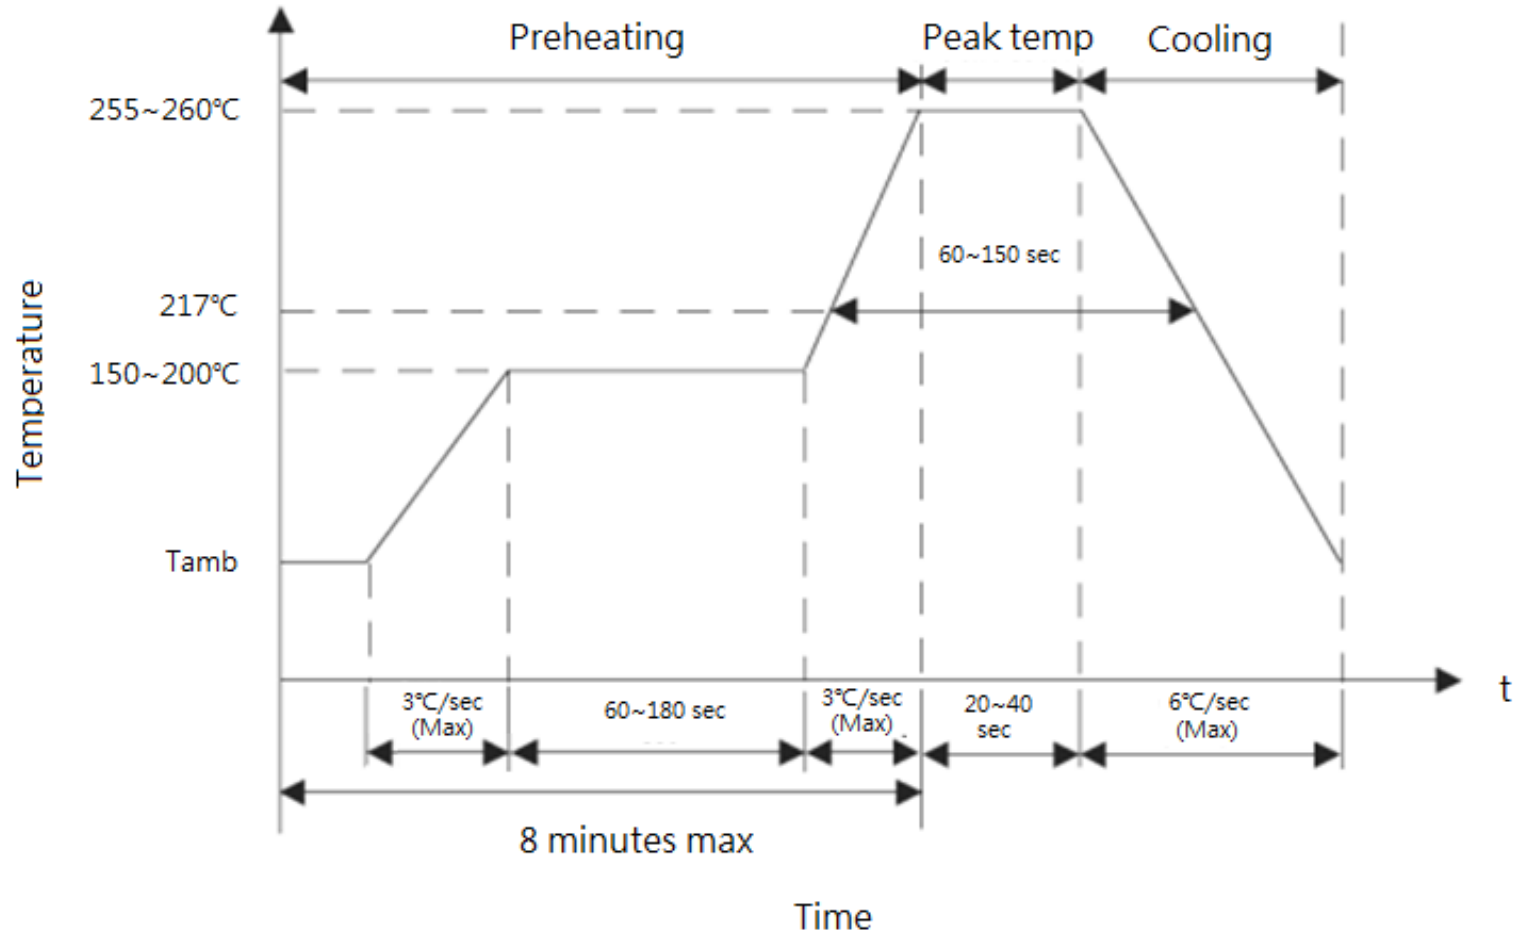 Preheating
Peak temp
Cooling
255~260℃
60~150 sec
217℃
150~200℃
Temperature
Tamb
t
3℃/sec
(Max)
60~180 sec
3℃/sec
(Max)
20~40
sec
6℃/sec
(Max)
8 minutes max
Time